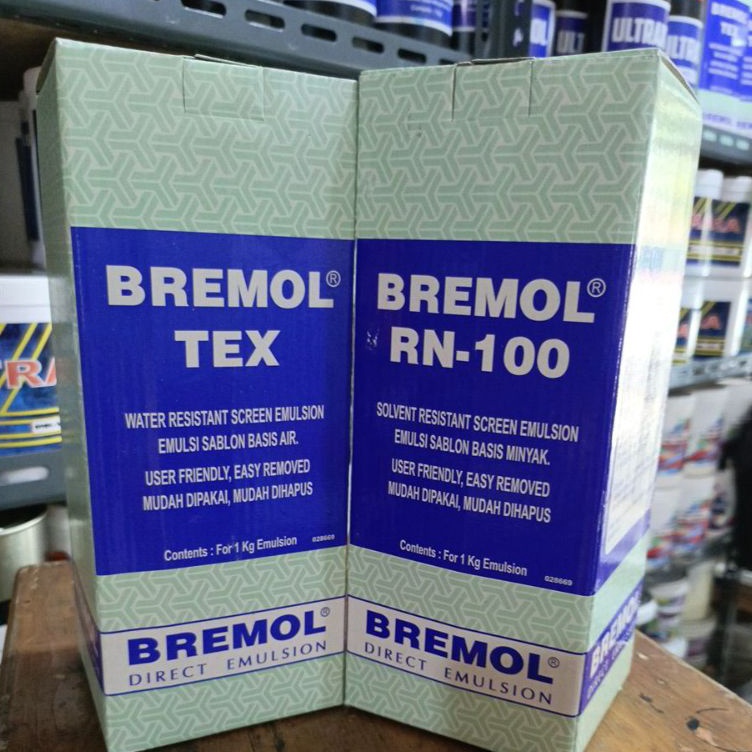 BREMOL®
TEX
WATER RESISTANT SCREEN EMULSION
EMULSI SABLON BASIS AIR.
USER FRIENDLY, EASY REMOVED
MUDAH DIPAKAI, MUDAH DIHAPUS
Contents : For 1 Kg Emulsion
028669
BREMOL®
DIRECT EMULSION
BREMOL®
RN-100
SOLVENT RESISTANT SCREEN EMULSION
EMULSI SABLON BASIS MINYAK.
USER FRIENDLY, EASY REMOVED
MUDAH DIPAKAI, MUDAH DIHAPUS
Contents : For 1 Kg Emulsion
028669
BREMOL®
DIRECT EMULSION
TEX